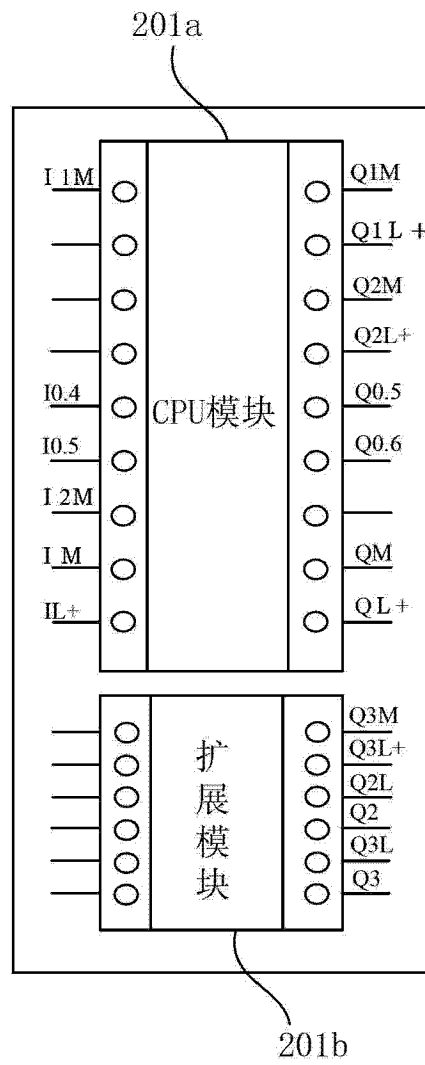 201a
I 1M Q1M
Q1 L +
Q2M
Q2L+
I0.4 CPU模块 Q0.5
I0.5 Q0.6
I 2M
I M QM
IL+ QL+
Q3M
Q3L+
Q2L
Q2
Q3L
Q3
扩展模块
201b